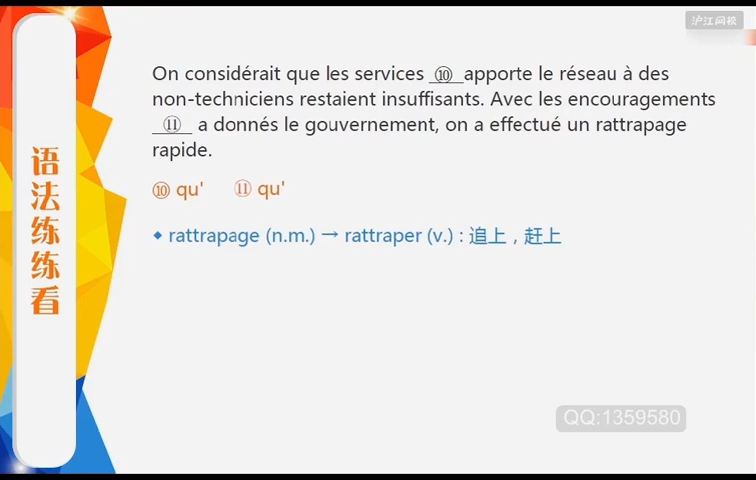 沪江网校
On considérait que les services ⑩ apporte le réseau à des
non-techniciens restaient insuffisants. Avec les encouragements
⑪ a donnés le gouvernement, on a effectué un rattrapage
rapide.
⑩ qu' ⑪ qu'
◆ rattrapage (n.m.) → rattraper (v.) : 追上，赶上
语法练练看
QQ:1359580